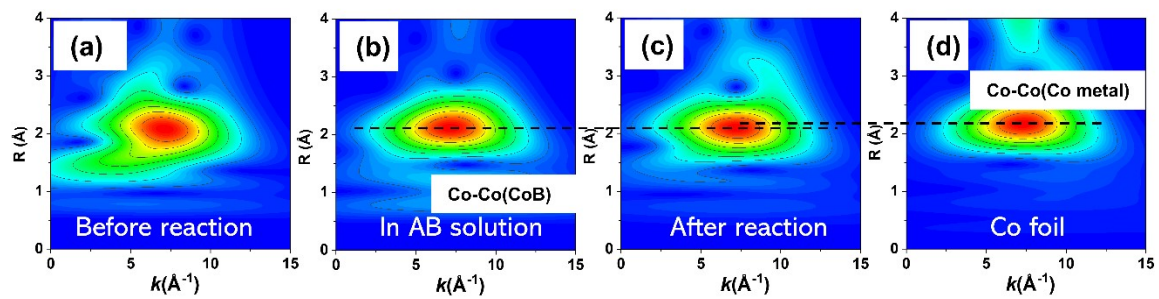 (a)
4
3
2
1
0
R (Å)
0 5 10 15
k(Å⁻¹)
Before reaction
(b)
4
3
2
1
0
R (Å)
0 5 10 15
k(Å⁻¹)
Co-Co(CoB)
In AB solution
(c)
4
3
2
1
0
R (Å)
0 5 10 15
k(Å⁻¹)
After reaction
(d)
4
3
2
1
0
R (Å)
0 5 10 15
k(Å⁻¹)
Co-Co(Co metal)
Co foil